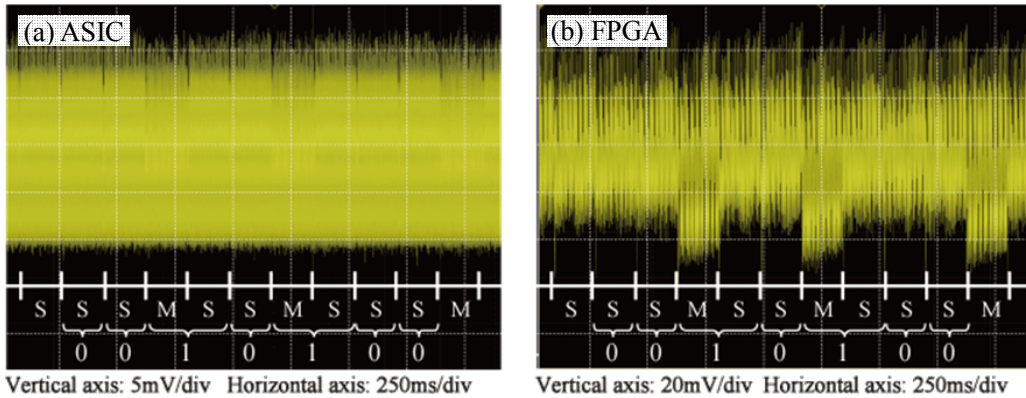 (a) ASIC
S S S M S S M S S S M
0 0 1 0 1 0 0
Vertical axis: 5mV/div Horizontal axis: 250ms/div
(b) FPGA
S S S M S S M S S S M
0 0 1 0 1 0 0
Vertical axis: 20mV/div Horizontal axis: 250ms/div